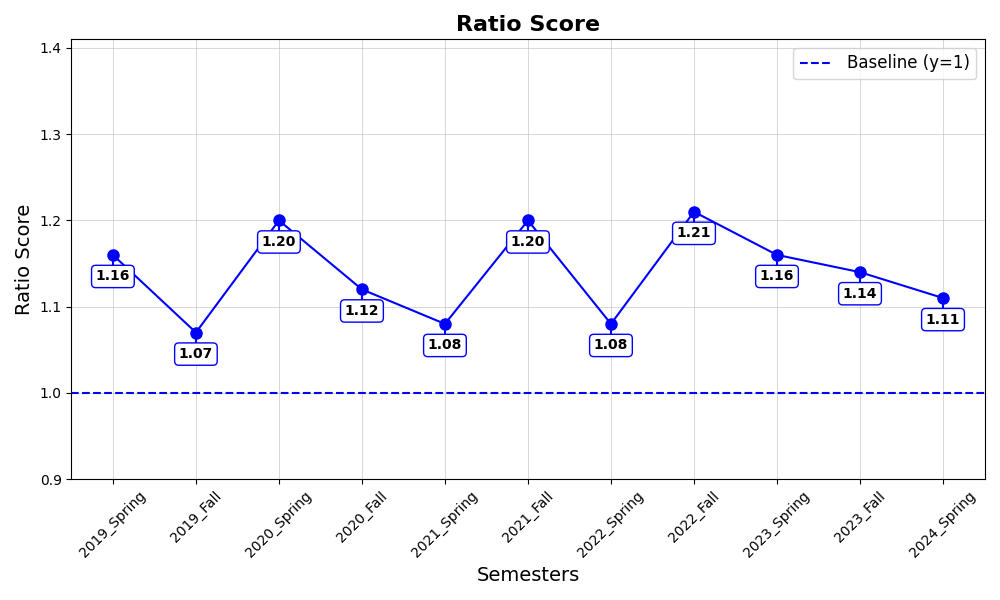 Ratio Score
Baseline (y=1)
Ratio Score
1.4
1.3
1.2
1.1
1.0
0.9
1.16
1.07
1.20
1.12
1.08
1.20
1.08
1.21
1.16
1.14
1.11
2019_Spring
2019_Fall
2020_Spring
2020_Fall
2021_Spring
2021_Fall
2022_Spring
2022_Fall
2023_Spring
2023_Fall
2024_Spring
Semesters